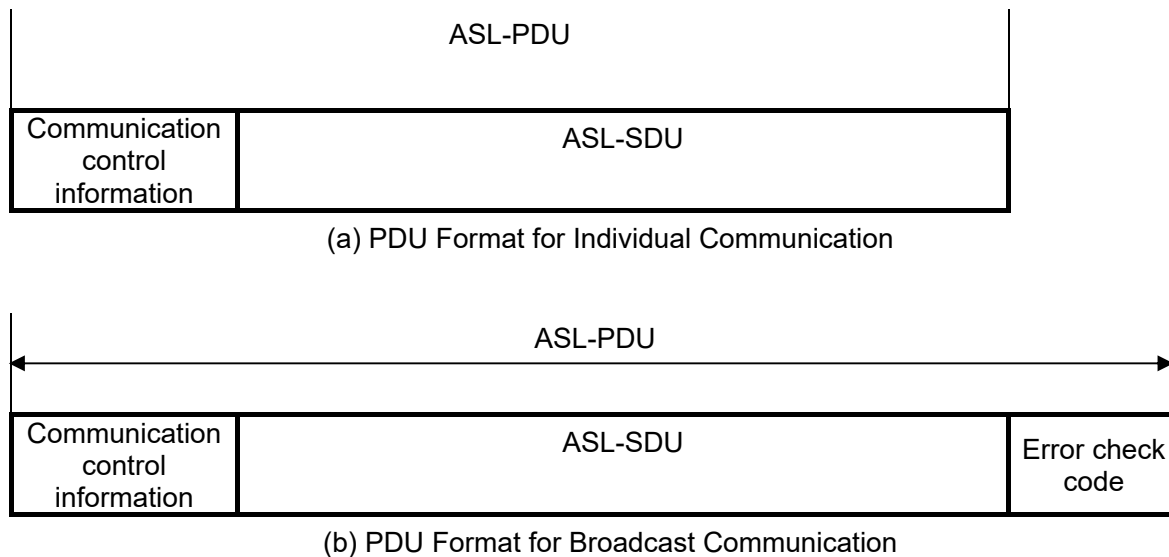 ASL-PDU
Communication
control
information
ASL-SDU
(a) PDU Format for Individual Communication
ASL-PDU
Communication
control
information
ASL-SDU
Error check
code
(b) PDU Format for Broadcast Communication